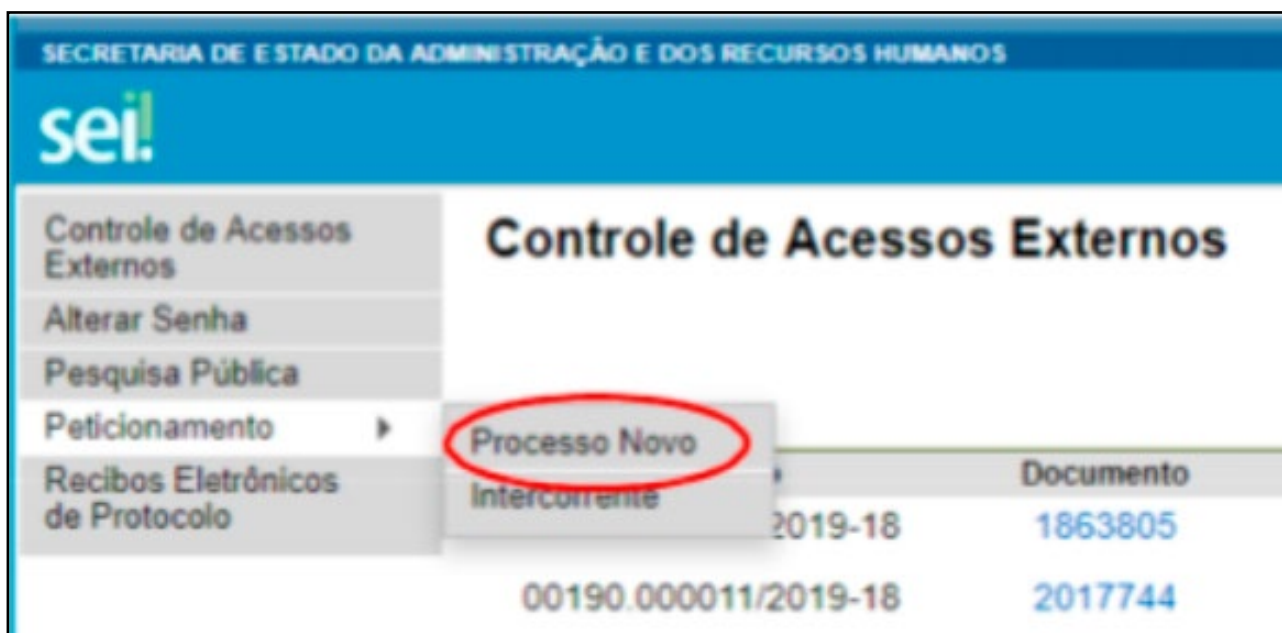 SECRETARIA DE ESTADO DA ADMINISTRAÇÃO E DOS RECURSOS HUMANOS
sei!
Controle de Acessos
Externos
Alterar Senha
Pesquisa Pública
Peticionamento
Recibos Eletrônicos
de Protocolo
Processo Novo
Intercorrente
Controle de Acessos Externos
Documento
2019-18 1863805
00190.000011/2019-18 2017744